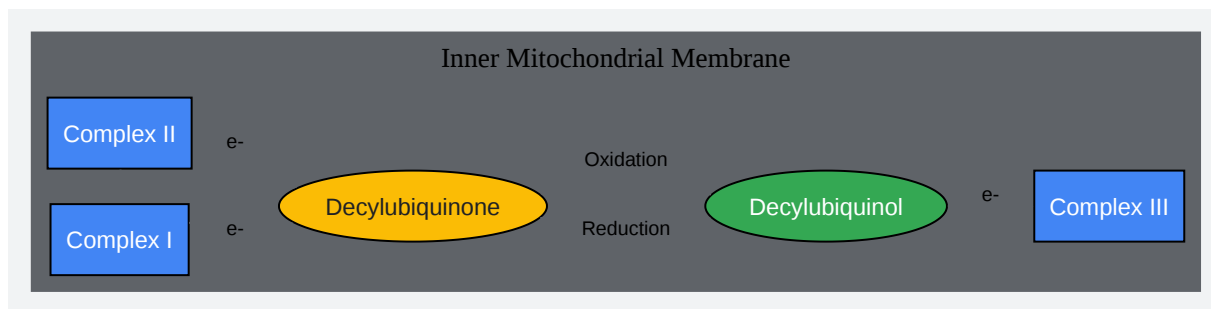 Inner Mitochondrial Membrane
Complex II
e-
Oxidation
Decylubiquinone
Decylubiquinol
e-
Complex III
Complex I
e-
Reduction